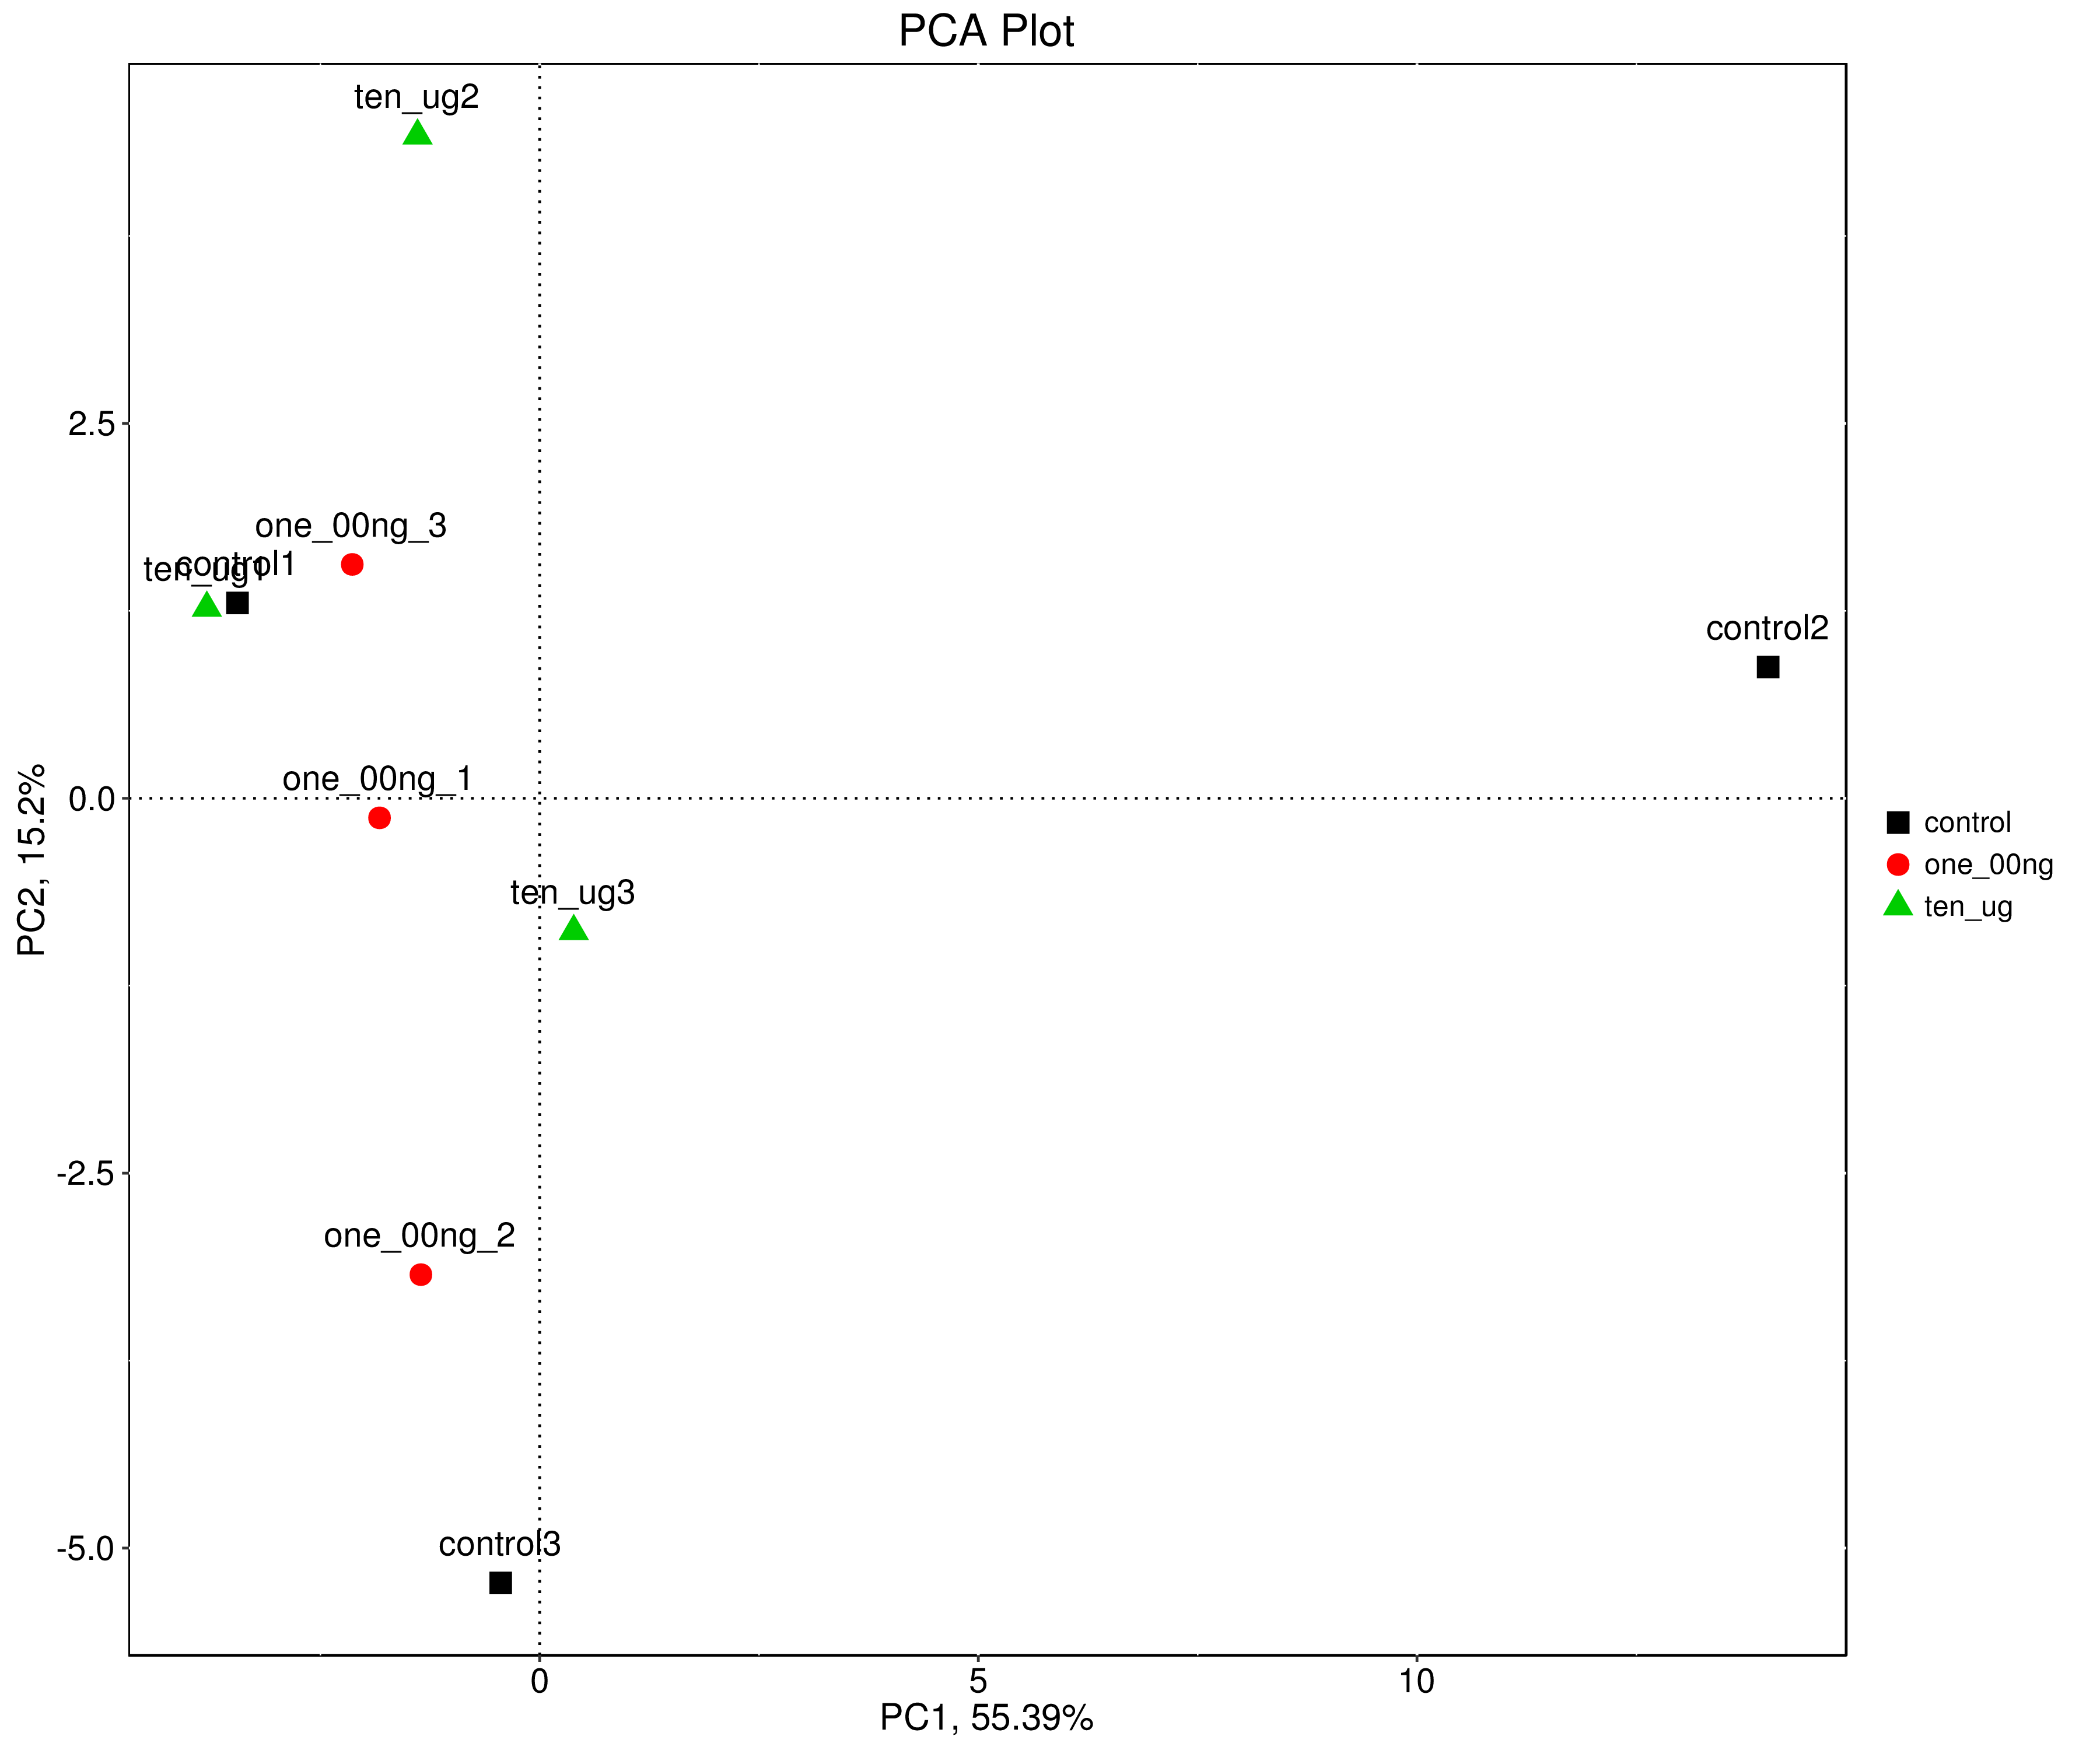 PCA Plot
ten_ug2
2.5
one_00ng_3
ten_ug1
control1
control2
one_00ng_1
0.0
PC2, 15.2%
control
one_00ng
ten_ug
ten_ug3
-2.5
one_00ng_2
control3
-5.0
0
5
10
PC1, 55.39%